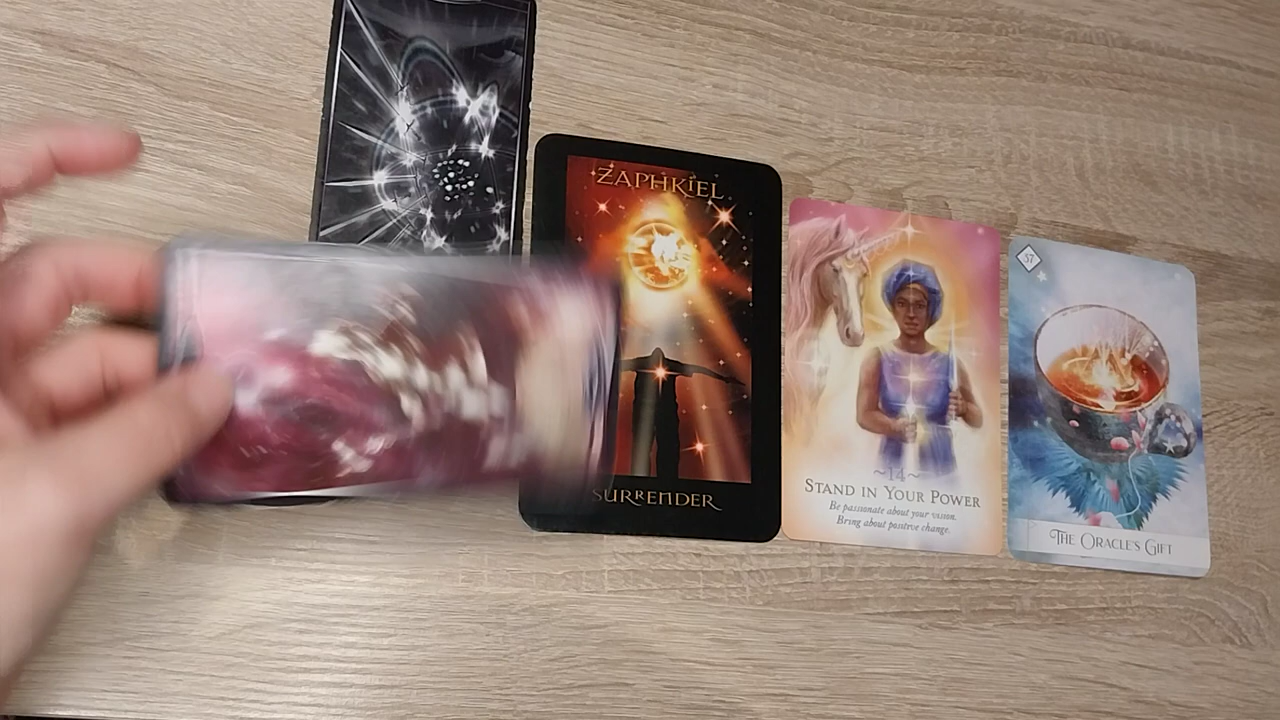 ZAPHKIEL
SURRENDER
~14~
STAND IN YOUR POWER
Be passionate about your vision.
Bring about positive change.
37
THE ORACLE'S GIFT